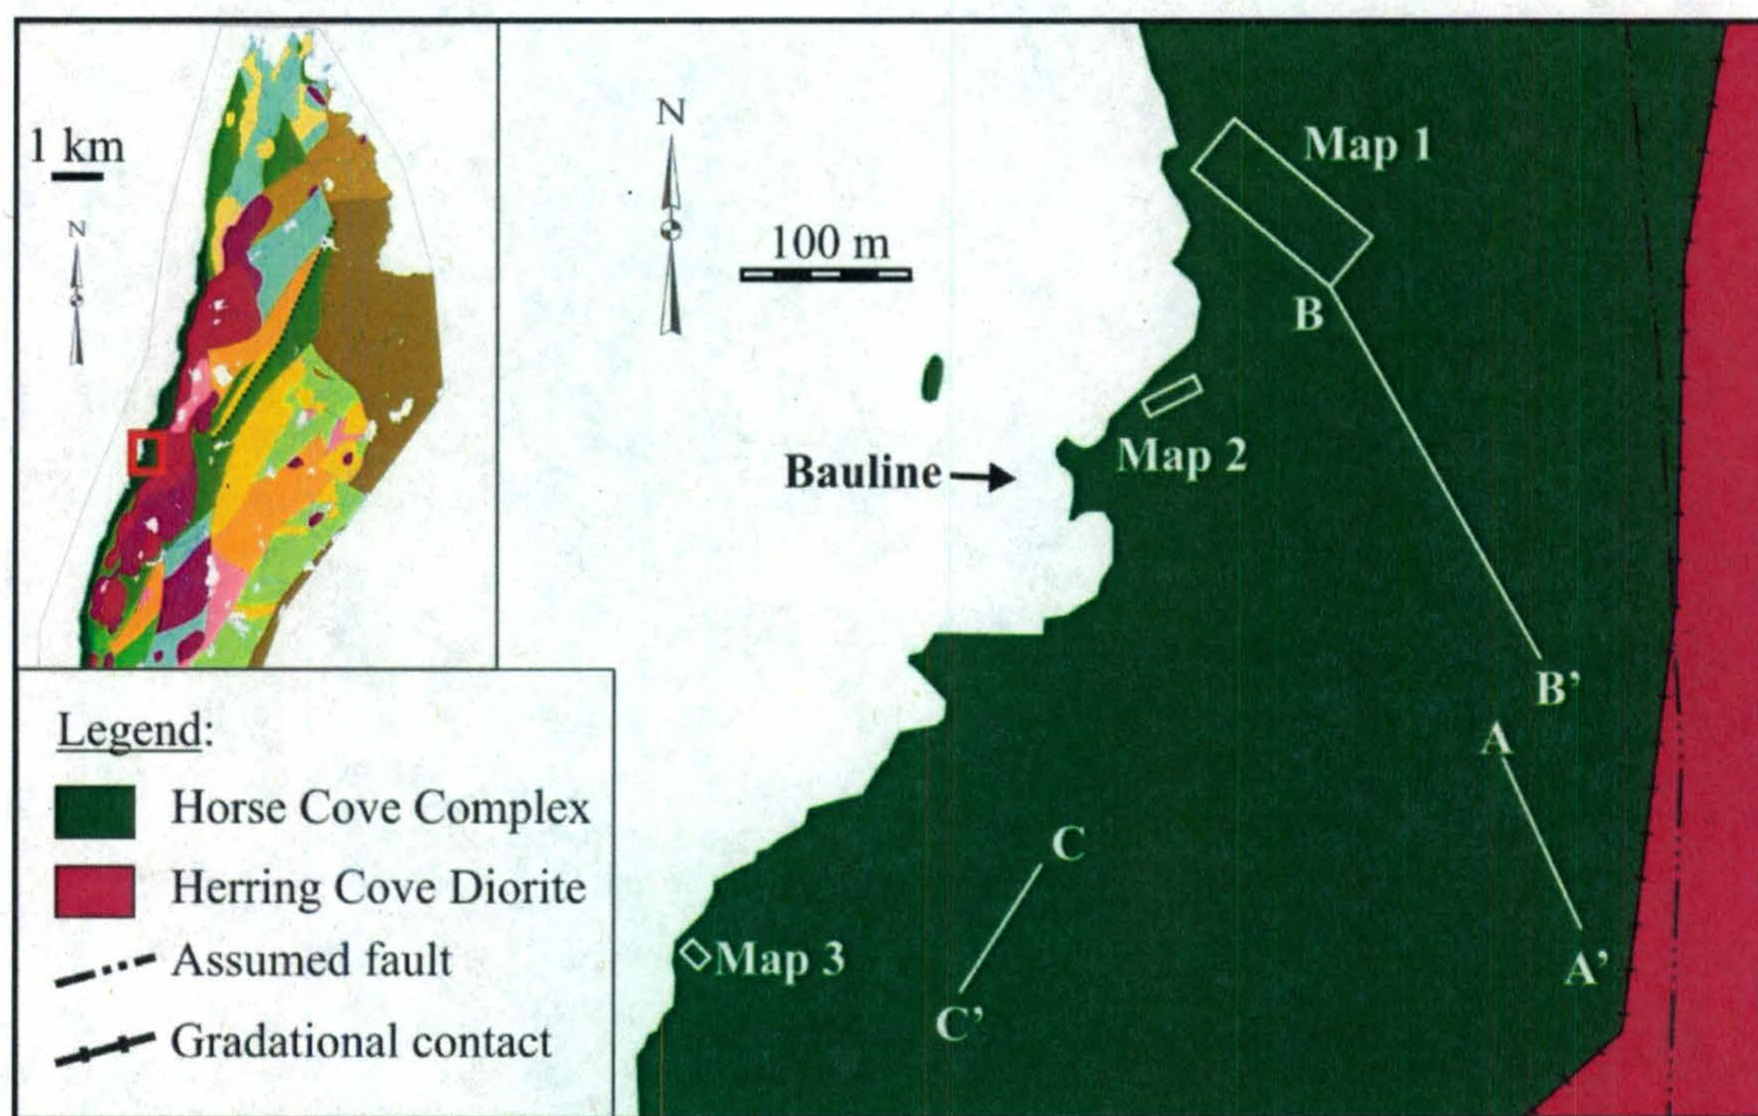 1 km
N
N
100 m
Map 1
B
Map 2
Bauline
B’
A
A’
C
C’
Map 3
Legend:
Horse Cove Complex
Herring Cove Diorite
Assumed fault
Gradational contact